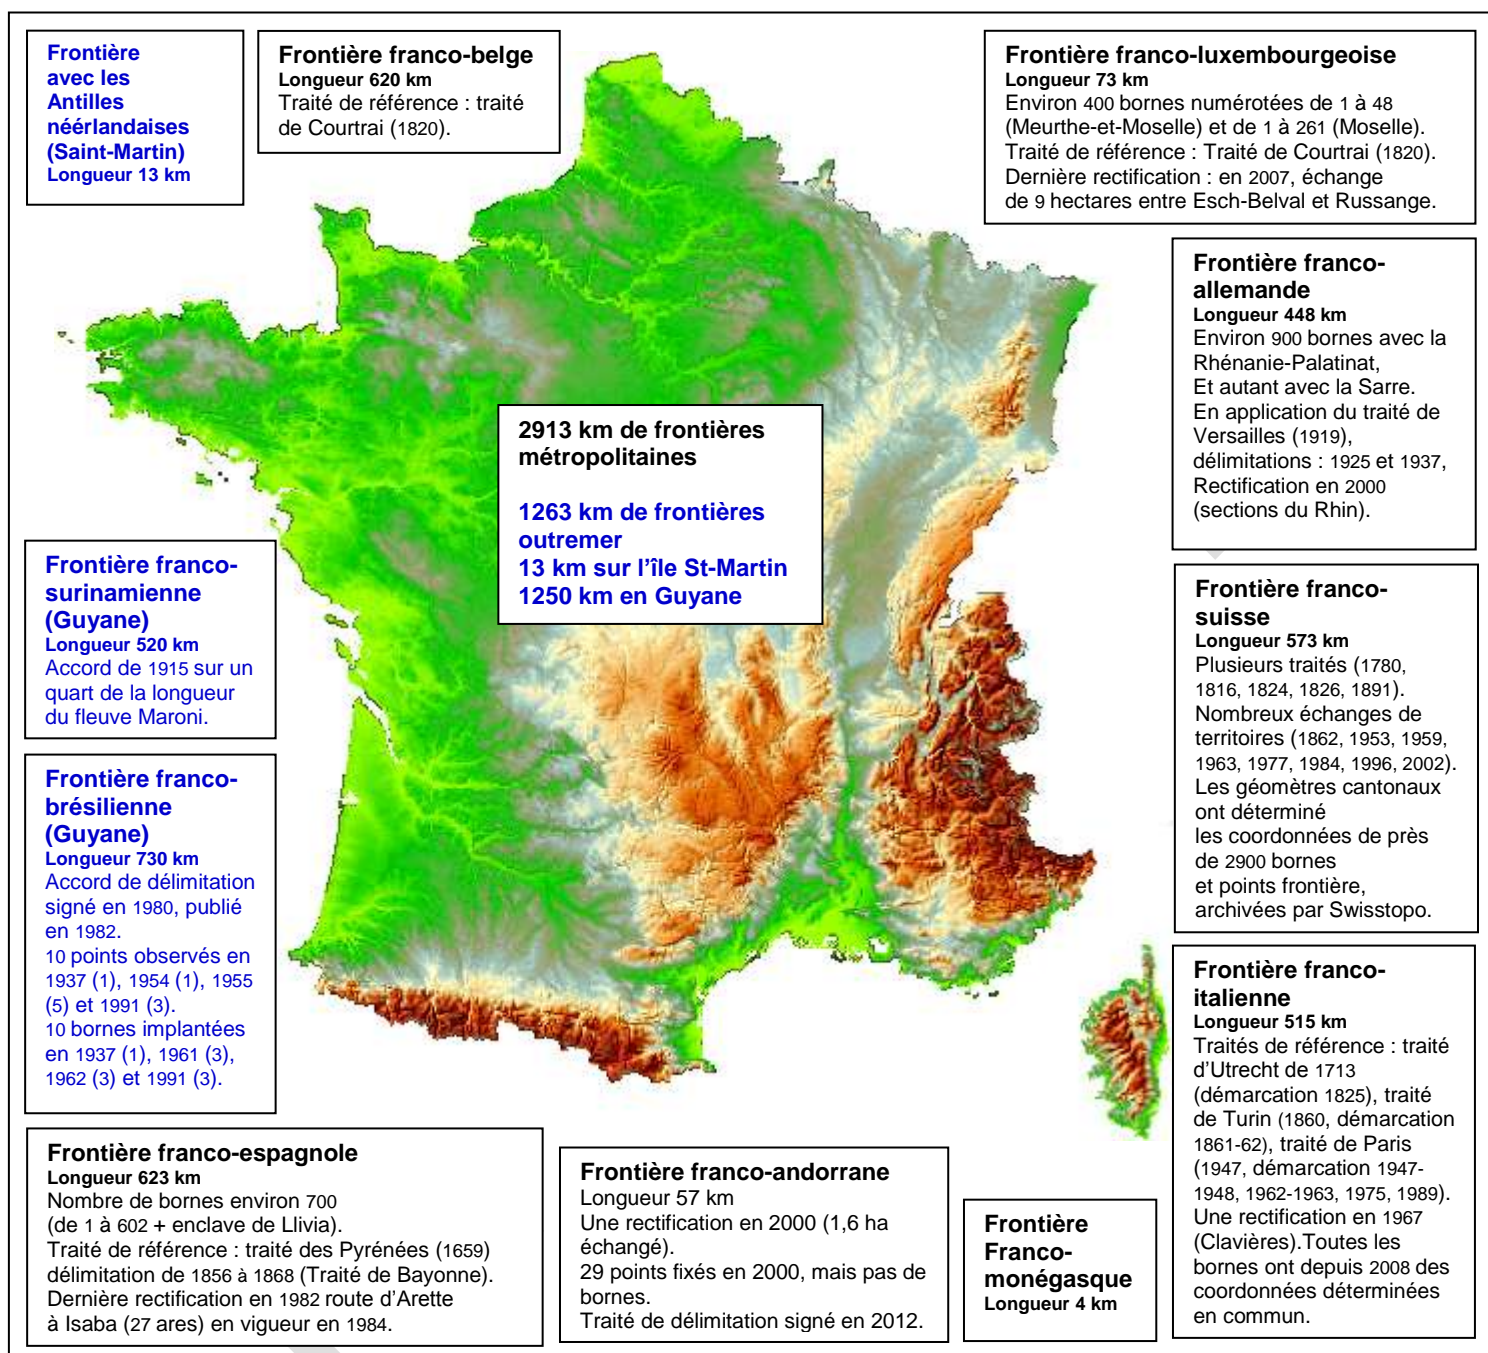 Frontière
avec les
Antilles
néérlandaises
(Saint-Martin)
Longueur 13 km
Frontière franco-belge
Longueur 620 km
Traité de référence : traité
de Courtrai (1820).
Frontière franco-luxembourgeoise
Longueur 73 km
Environ 400 bornes numérotées de 1 à 48
(Meurthe-et-Moselle) et de 1 à 261 (Moselle).
Traité de référence : Traité de Courtrai (1820).
Dernière rectification : en 2007, échange
de 9 hectares entre Esch-Belval et Russange.
Frontière franco-
allemande
Longueur 448 km
Environ 900 bornes avec la
Rhénanie-Palatinat,
Et autant avec la Sarre.
En application du traité de
Versailles (1919),
délimitations : 1925 et 1937,
Rectification en 2000
(sections du Rhin).
2913 km de frontières
métropolitaines
1263 km de frontières
outremer
13 km sur l'île St-Martin
1250 km en Guyane
Frontière franco-
surinamienne
(Guyane)
Longueur 520 km
Accord de 1915 sur un
quart de la longueur
du fleuve Maroni.
Frontière franco-
suisse
Longueur 573 km
Plusieurs traités (1780,
1816, 1824, 1826, 1891).
Nombreux échanges de
territoires (1862, 1953, 1959,
1963, 1977, 1984, 1996, 2002).
Les géomètres cantonaux
ont déterminé
les coordonnées de près
de 2900 bornes
et points frontière,
archivées par Swisstopo.
Frontière franco-
brésilienne
(Guyane)
Longueur 730 km
Accord de délimitation
signé en 1980, publié
en 1982.
10 points observés en
1937 (1), 1954 (1), 1955
(5) et 1991 (3).
10 bornes implantées
en 1937 (1), 1961 (3),
1962 (3) et 1991 (3).
Frontière franco-
italienne
Longueur 515 km
Traités de référence : traité
d'Utrecht de 1713
(démarcation 1825), traité
de Turin (1860, démarcation
1861-62), traité de Paris
(1947, démarcation 1947-
1948, 1962-1963, 1975, 1989).
Une rectification en 1967
(Clavières).Toutes les
bornes ont depuis 2008 des
coordonnées déterminées
en commun.
Frontière franco-espagnole
Longueur 623 km
Nombre de bornes environ 700
(de 1 à 602 + enclave de Llivia).
Traité de référence : traité des Pyrénées (1659)
délimitation de 1856 à 1868 (Traité de Bayonne).
Dernière rectification en 1982 route d'Arette
à Isaba (27 ares) en vigueur en 1984.
Frontière franco-andorrane
Longueur 57 km
Une rectification en 2000 (1,6 ha
échangé).
29 points fixés en 2000, mais pas de
bornes.
Traité de délimitation signé en 2012.
Frontière
Franco-
monégasque
Longueur 4 km